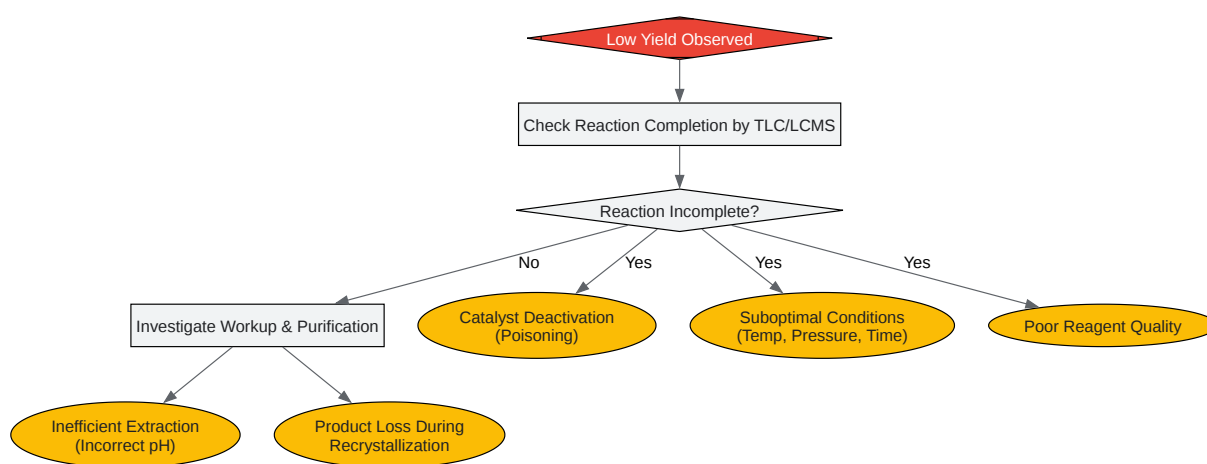 Low Yield Observed
Check Reaction Completion by TLC/LCMS
Reaction Incomplete?
No
Yes
Yes
Yes
Investigate Workup & Purification
Catalyst Deactivation
(Poisoning)
Suboptimal Conditions
(Temp, Pressure, Time)
Poor Reagent Quality
Inefficient Extraction
(Incorrect pH)
Product Loss During
Recrystallization